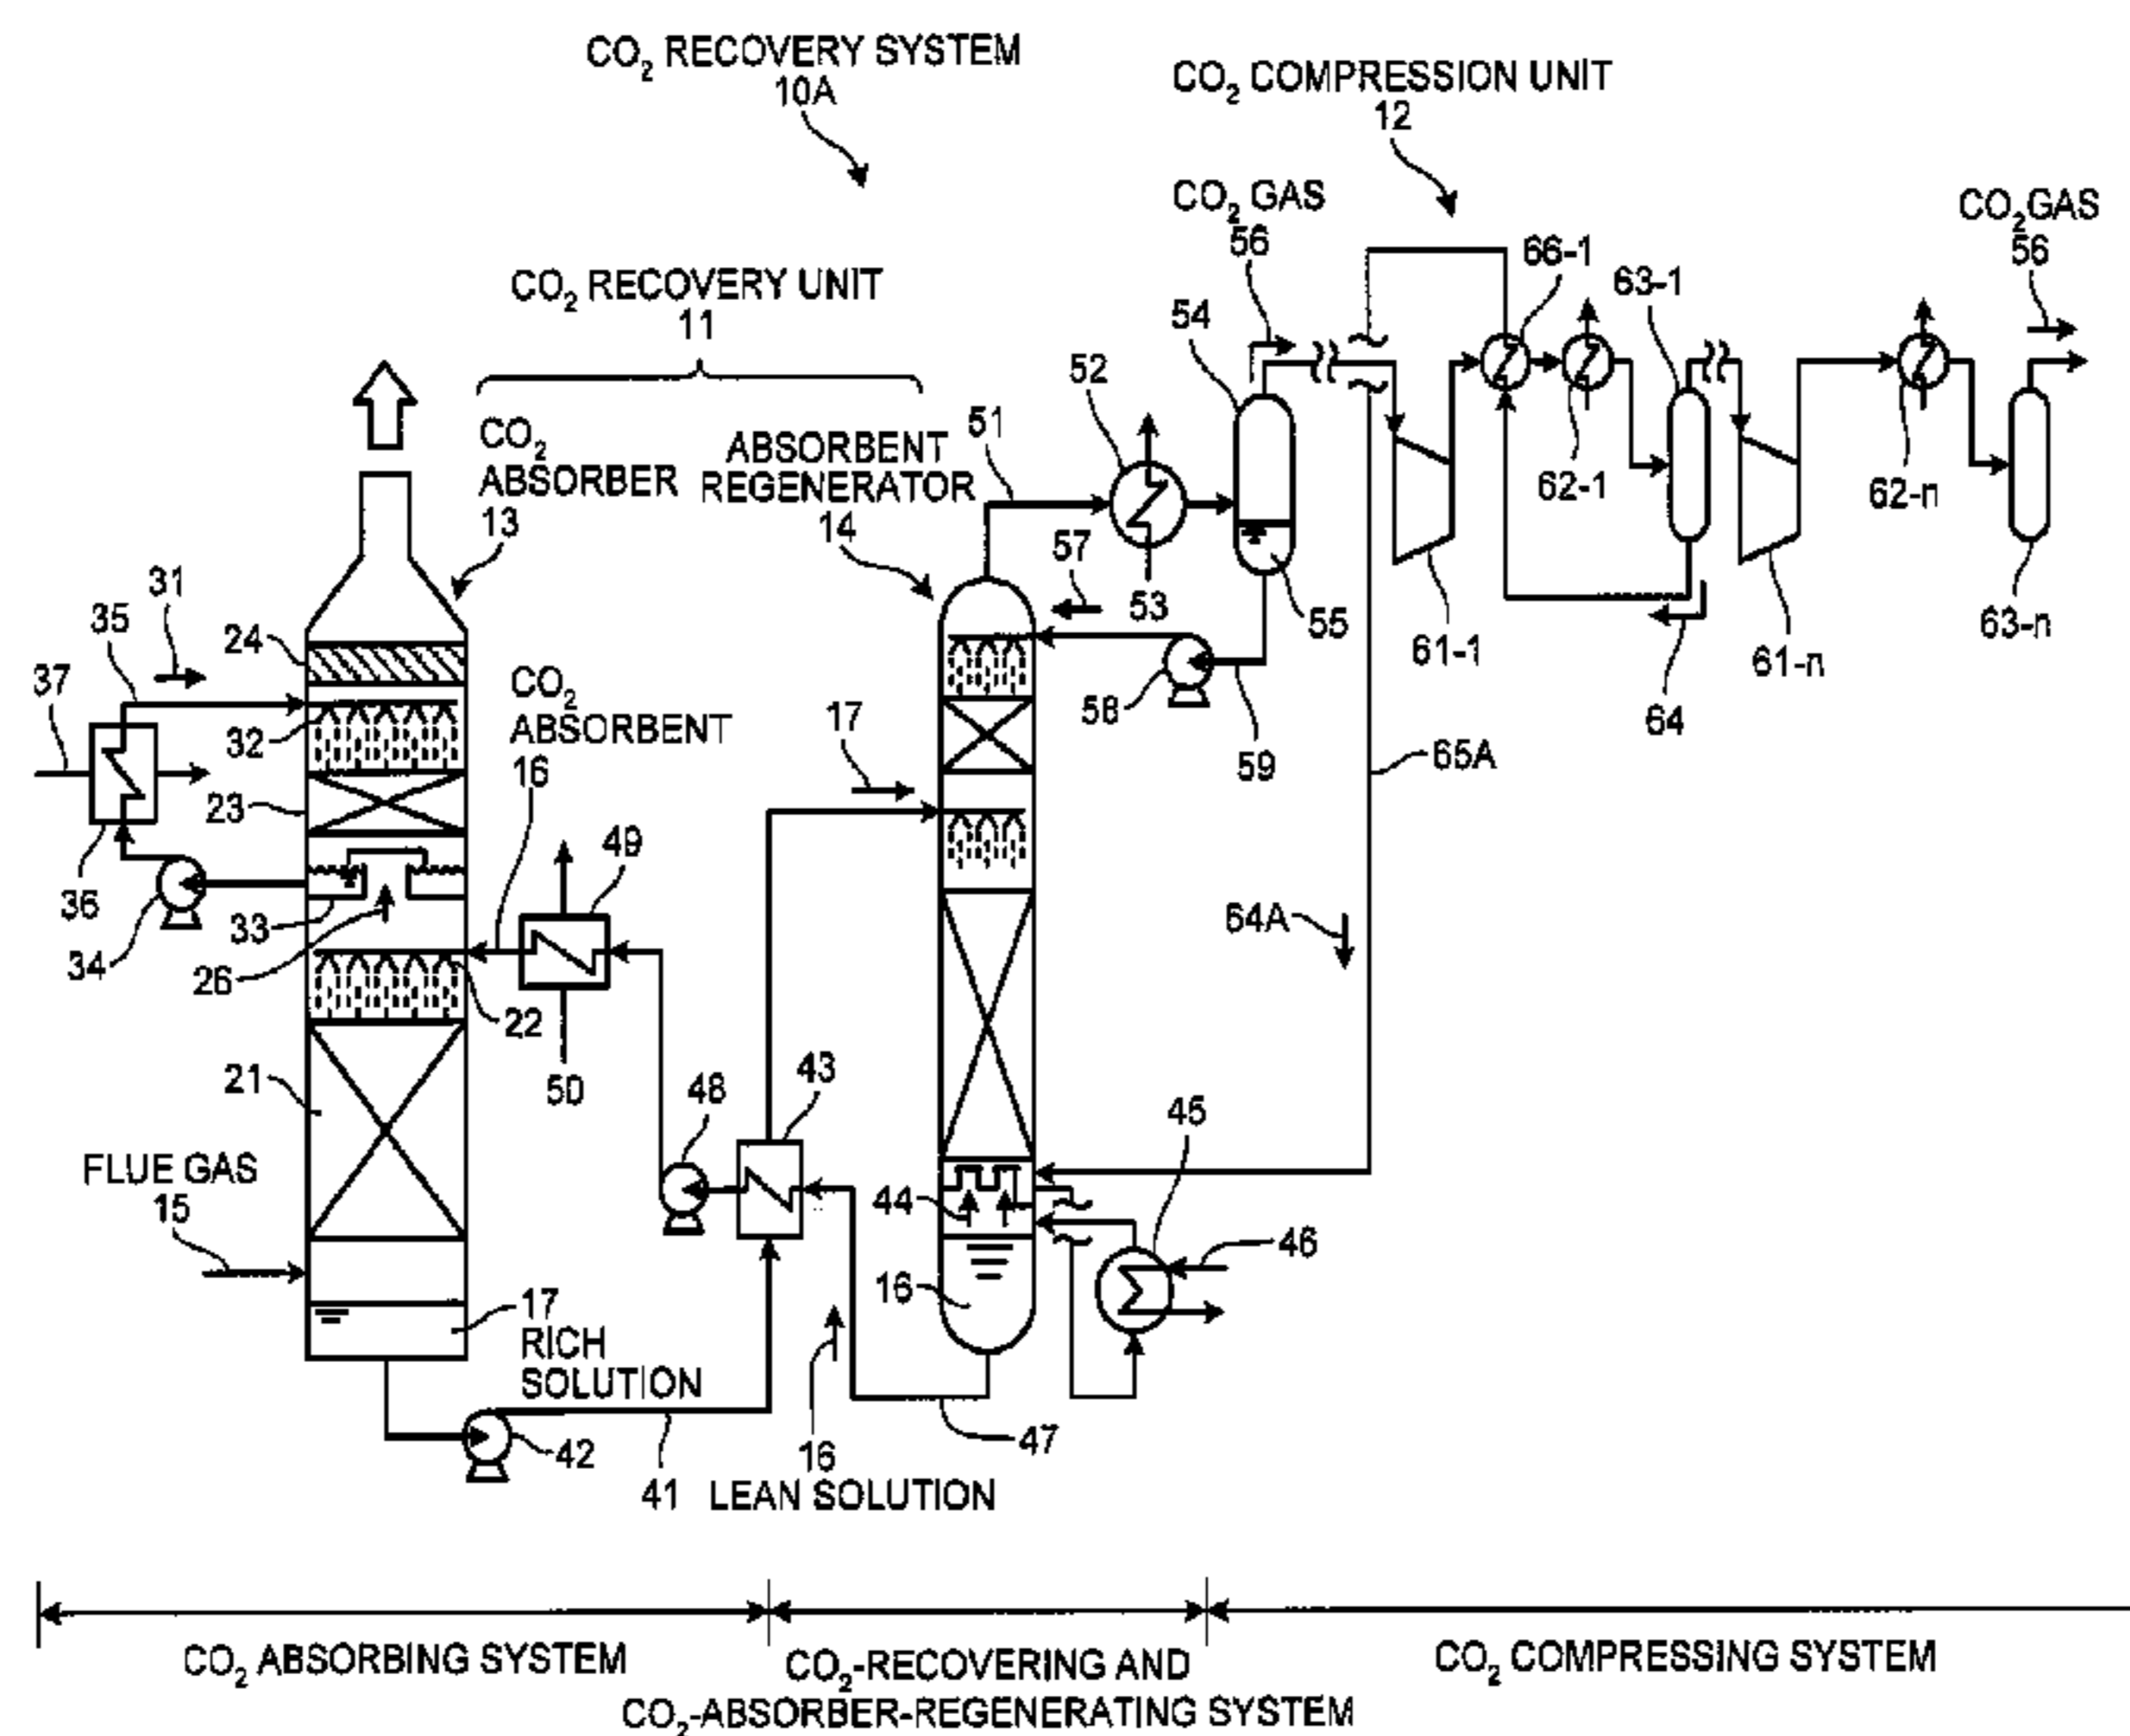 CO₂ RECOVERY SYSTEM
10A
CO₂ COMPRESSION UNIT
12
CO₂ GAS
56
CO₂GAS
56
66-1
63-1
CO₂ RECOVERY UNIT
11
54
52
51
CO₂
ABSORBER
13
ABSORBENT
REGENERATOR
14
62-1
62-n
57
53
55
61-1
61-n
63-n
31
35
24
37
32
58
64
17
59
65A
CO₂
ABSORBENT
16
23
49
36
33
34
26
64A
22
21
50
48
43
45
FLUE GAS
15
44
46
16
17
RICH
SOLUTION
42
41
16
LEAN SOLUTION
47
CO₂ ABSORBING SYSTEM
CO₂-RECOVERING AND
CO₂-ABSORBER-REGENERATING SYSTEM
CO₂ COMPRESSING SYSTEM